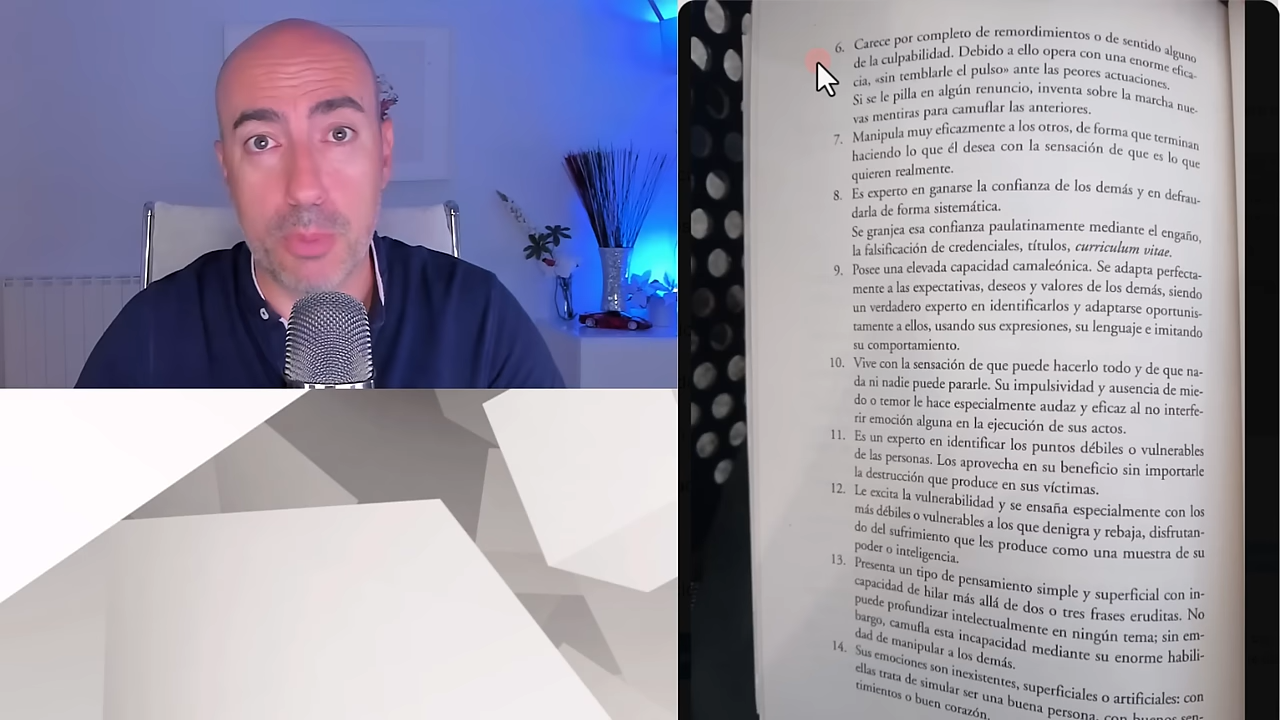 6. Carece por completo de remordimientos o de sentido alguno
de la culpabilidad. Debido a ello opera con una enorme efica-
cia, «sin temblarle el pulso» ante las peores actuaciones.
Si se le pilla en algún renuncio, inventa sobre la marcha nue-
vas mentiras para camuflar las anteriores.
7. Manipula muy eficazmente a los otros, de forma que terminan
haciendo lo que él desea con la sensación de que es lo que
quieren realmente.
8. Es experto en ganarse la confianza de los demás y en defrau-
darla de forma sistemática.
Se granjea esa confianza paulatinamente mediante el engaño,
la falsificación de credenciales, títulos, curriculum vitae.
9. Posee una elevada capacidad camaleónica. Se adapta perfecta-
mente a las expectativas, deseos y valores de los demás, siendo
un verdadero experto en identificarlos y adaptarse oportunis-
tamente a ellos, usando sus expresiones, su lenguaje e imitando
su comportamiento.
10. Vive con la sensación de que puede hacerlo todo y de que na-
da ni nadie puede pararle. Su impulsividad y ausencia de mie-
do o temor le hace especialmente audaz y eficaz al no interfe-
rir emoción alguna en la ejecución de sus actos.
11. Es un experto en identificar los puntos débiles o vulnerables
de las personas. Los aprovecha en su beneficio sin importarle
la destrucción que produce en sus víctimas.
12. Le excita la vulnerabilidad y se ensaña especialmente con los
más débiles o vulnerables a los que denigra y rebaja, disfrutan-
do del sufrimiento que les produce como una muestra de su
poder o inteligencia.
13. Presenta un tipo de pensamiento simple y superficial con in-
capacidad de hilar más allá de dos o tres frases eruditas. No
puede profundizar intelectualmente en ningún tema; sin em-
bargo, camufla esta incapacidad mediante su enorme habili-
dad de manipular a los demás.
14. Sus emociones son inexistentes, superficiales o artificiales: con
ellas trata de simular ser una buena persona, con buenos sen-
timientos o buen corazón.